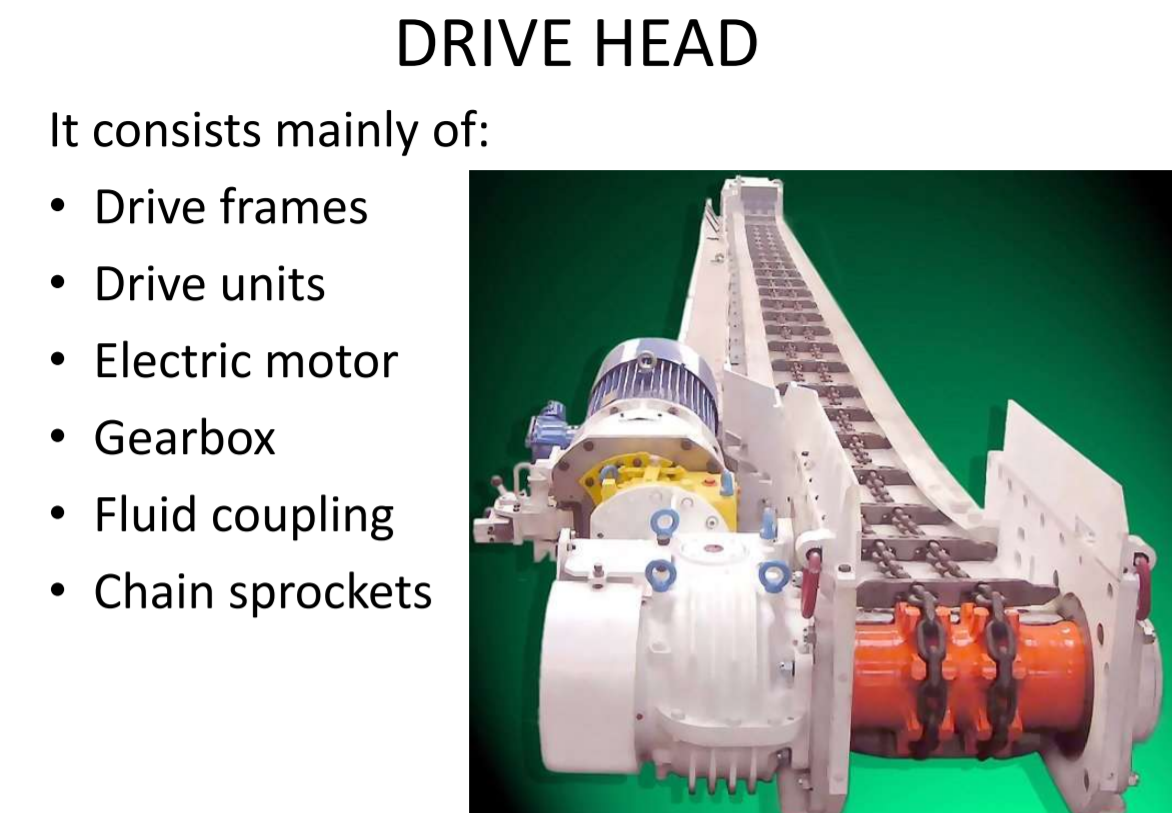 DRIVE HEAD
It consists mainly of:
• Drive frames
• Drive units
• Electric motor
• Gearbox
• Fluid coupling
• Chain sprockets